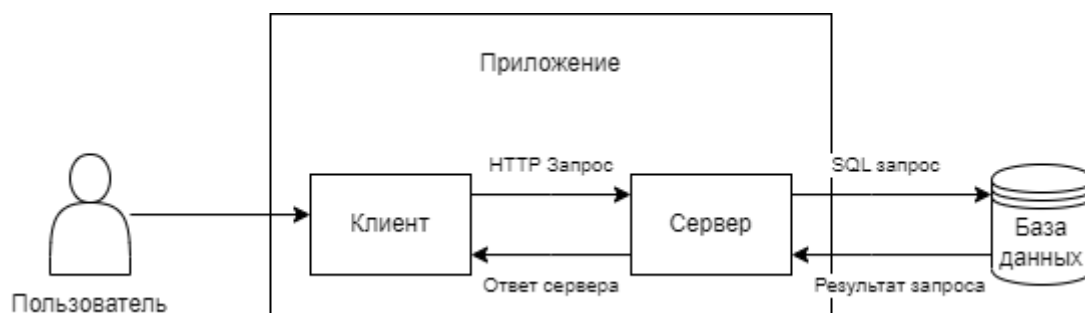 Приложение
HTTP Запрос
SQL запрос
Клиент
Сервер
База
данных
Ответ сервера
Результат запроса
Пользователь